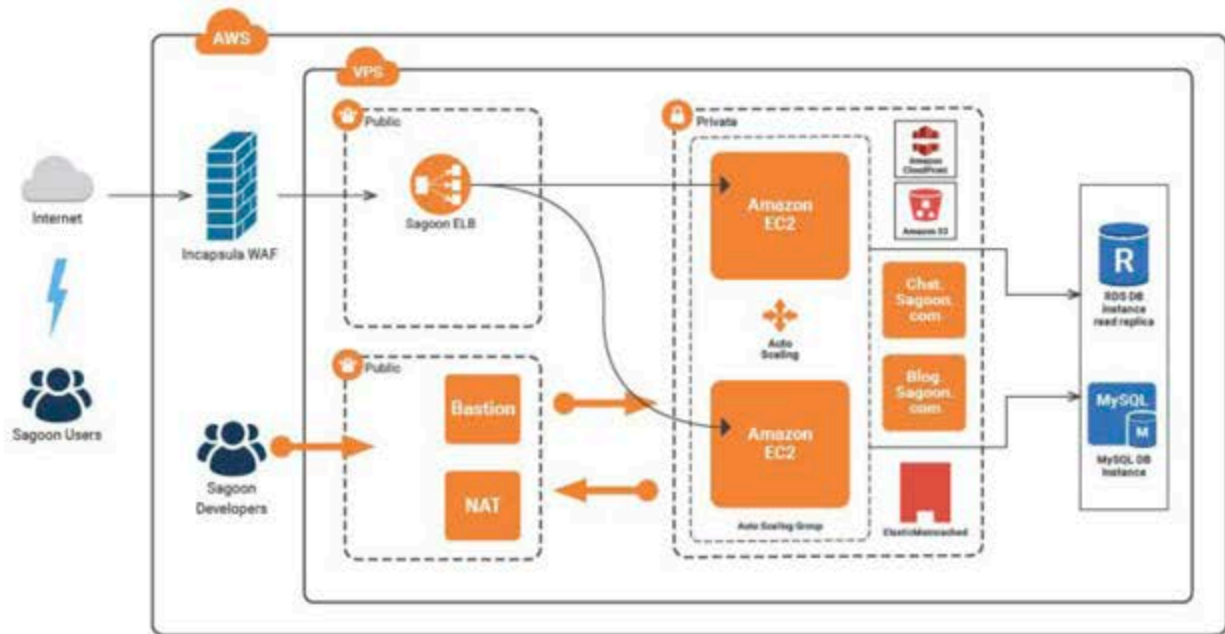 AWS
VPS
Public
Private
Internet
Incapsula WAF
Sagoon ELB
Amazon
EC2
Amazon
CloudFront
Amazon S3
Chat.
Sagoon.
com
Auto
Scaling
RDS DB
Instance
read replica
Sagoon Users
Public
Bastion
NAT
Sagoon
Developers
Amazon
EC2
Auto Scaling Group
Blog.
Sagoon.
com
ElasticMemcached
R
MySQL
M
MySQL DB
Instance